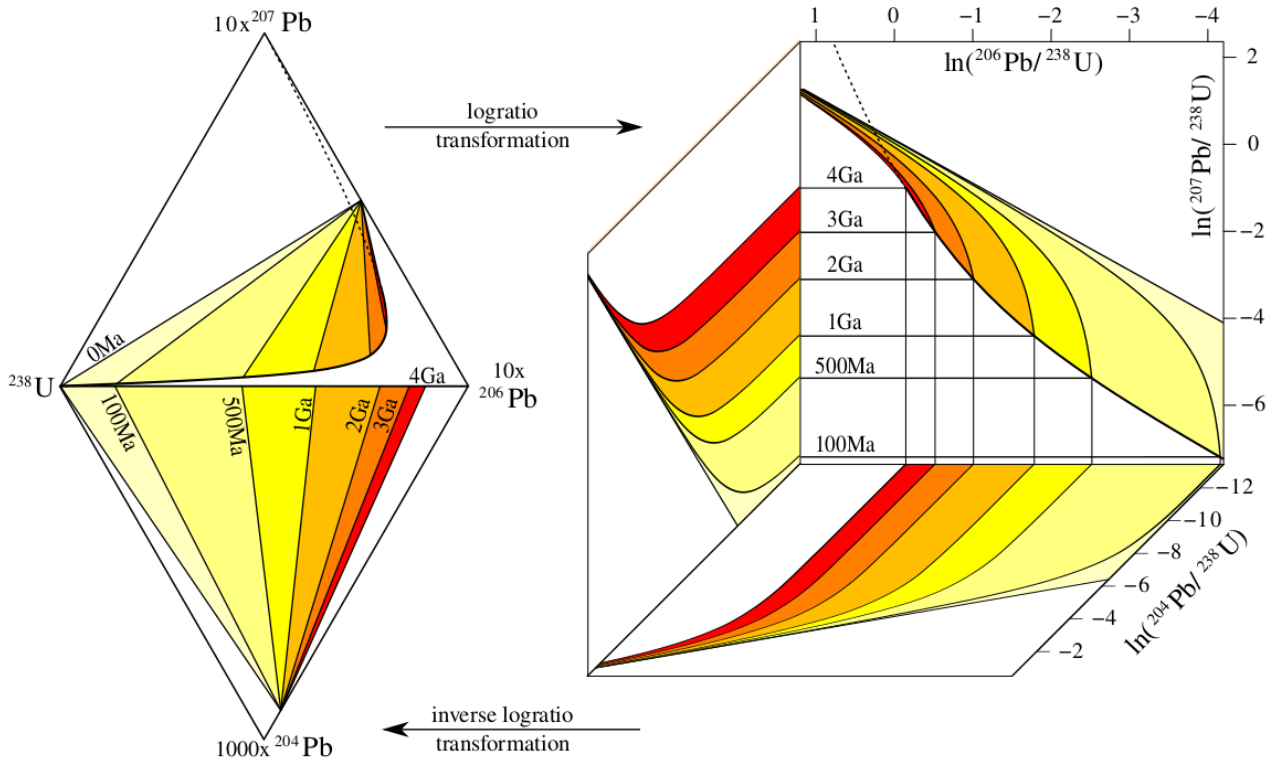 10x²⁰⁷Pb
0Ma
²³⁸U
10x
²⁰⁶Pb
100Ma
500Ma
1Ga
2Ga
3Ga
4Ga
1000x ²⁰⁴Pb
logratio
transformation
inverse logratio
transformation
1 0 −1 −2 −3 −4
ln(²⁰⁶Pb/²³⁸U)
2
0
−2
−4
−6
ln(²⁰⁷Pb/²³⁸U)
4Ga
3Ga
2Ga
1Ga
500Ma
100Ma
−12
−10
−8
−6
−4
−2
ln(²⁰⁴Pb/²³⁸U)